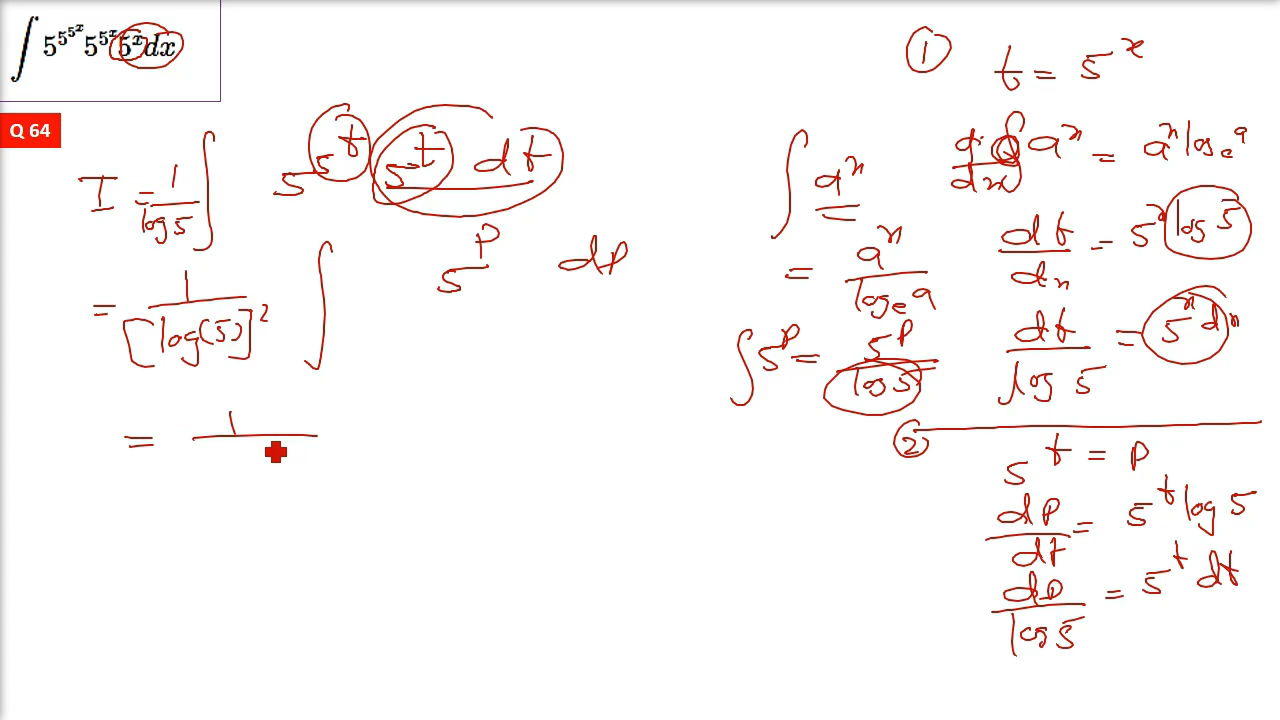 ∫ 5^{5^{5^x}} 5^{5^x} 5^x dx
Q 64
I = 1/log 5 ∫ 5^{5^t} 5^t dt
= 1/[log(5)]^2 ∫ 5^p dp
= 1
∫ a^x
= a^x/log_e a
∫ 5^p = 5^p/log 5
① t = 5^x
d/dx a^x = a^x log_e a
dt/dx = 5^x log 5
dt/log 5 = 5^x dx
② 5^t = p
dp/dt = 5^t log 5
dp/log 5 = 5^t dt